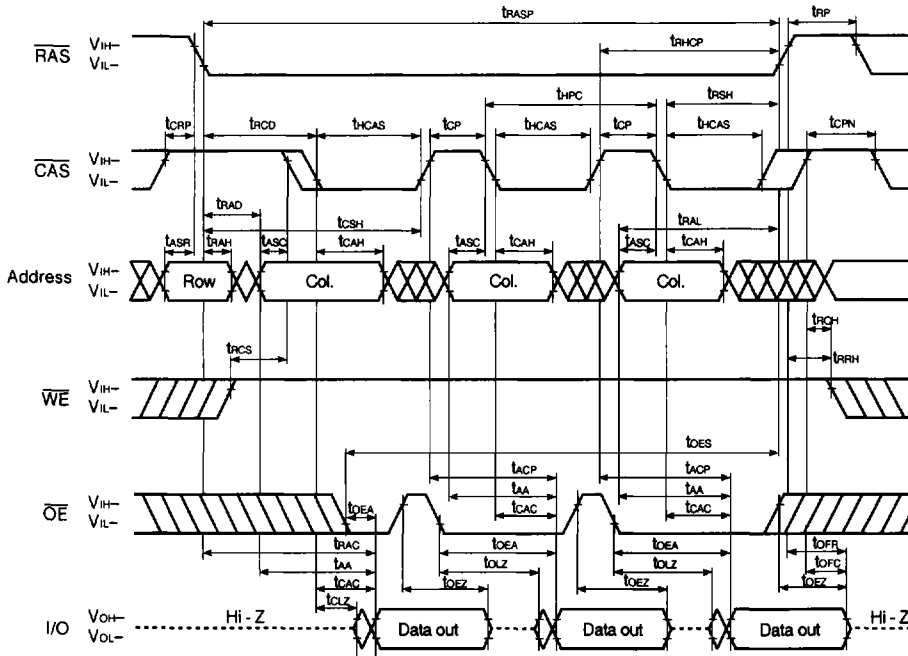 tRASP tRP
RAS VIH– VIL– tRHCP
tHPC tRSH
tCRP tRCD tHCAS tCP tHCAS tCP tHCAS tCPN
CAS VIH– VIL–
tRAD tCSH tRAL
tASR tRAH tASC tCAH tASC tCAH tASC tCAH
Address VIH– VIL– Row Col. Col. Col.
tRCS tRCH
tRRH
WE VIH– VIL–
tOES
tACP tACP
OE VIH– VIL– tOEA tAA tAA
tCAC tCAC
tRAC tOEA tOEA tOFR
tAA tOLZ tOLZ tOFC
tCAC tOEZ tOEZ tOEZ
tCLZ
I/O VOH– VOL– Hi - Z Data out Data out Data out Hi - Z